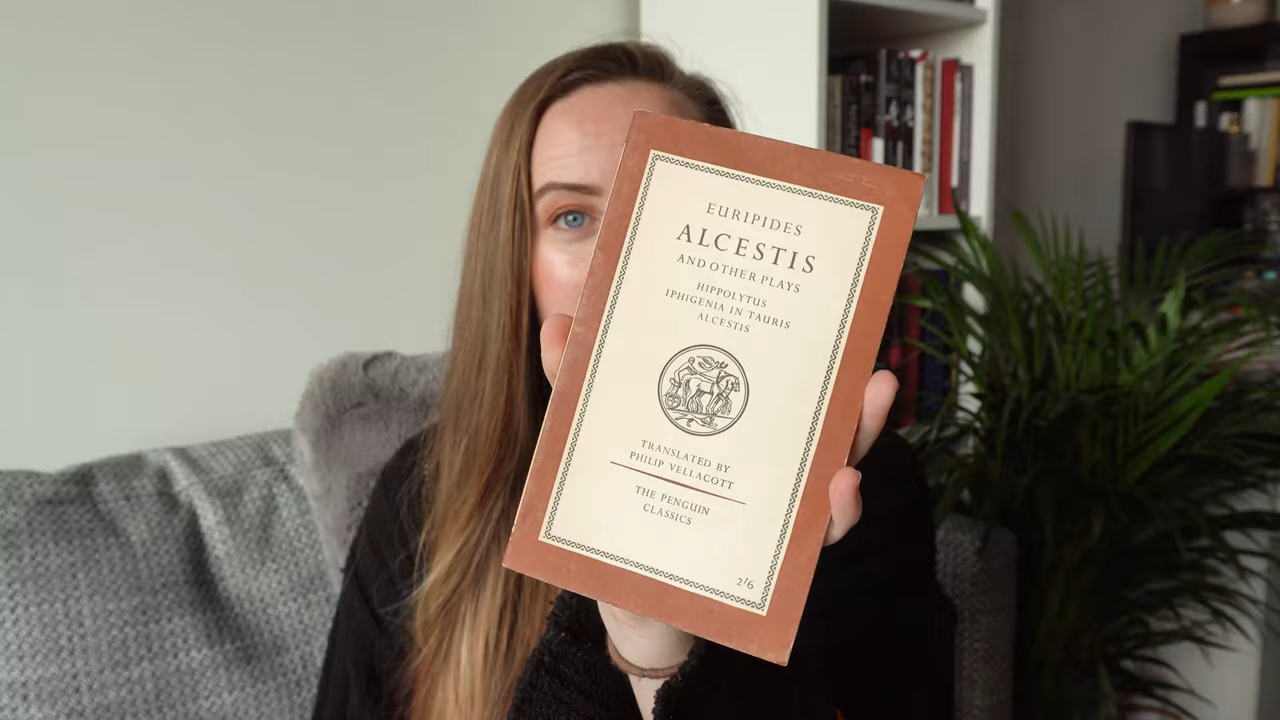 EURIPIDES
ALCESTIS
AND OTHER PLAYS
HIPPOLYTUS
IPHIGENIA IN TAURIS
ALCESTIS
TRANSLATED BY
PHILIP VELLACOTT
THE PENGUIN
CLASSICS
2/6